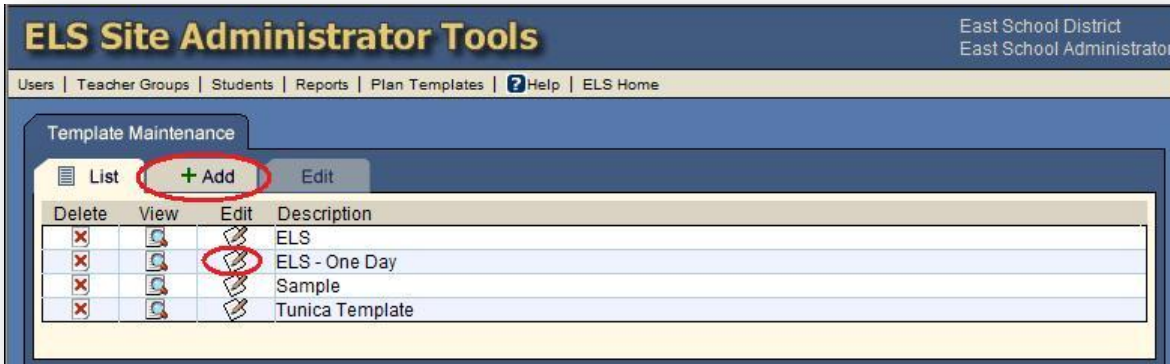 ELS Site Administrator Tools
East School District
East School Administrator
Users | Teacher Groups | Students | Reports | Plan Templates | ? Help | ELS Home
Template Maintenance
List + Add Edit
Delete View Edit Description
ELS
ELS - One Day
Sample
Tunica Template